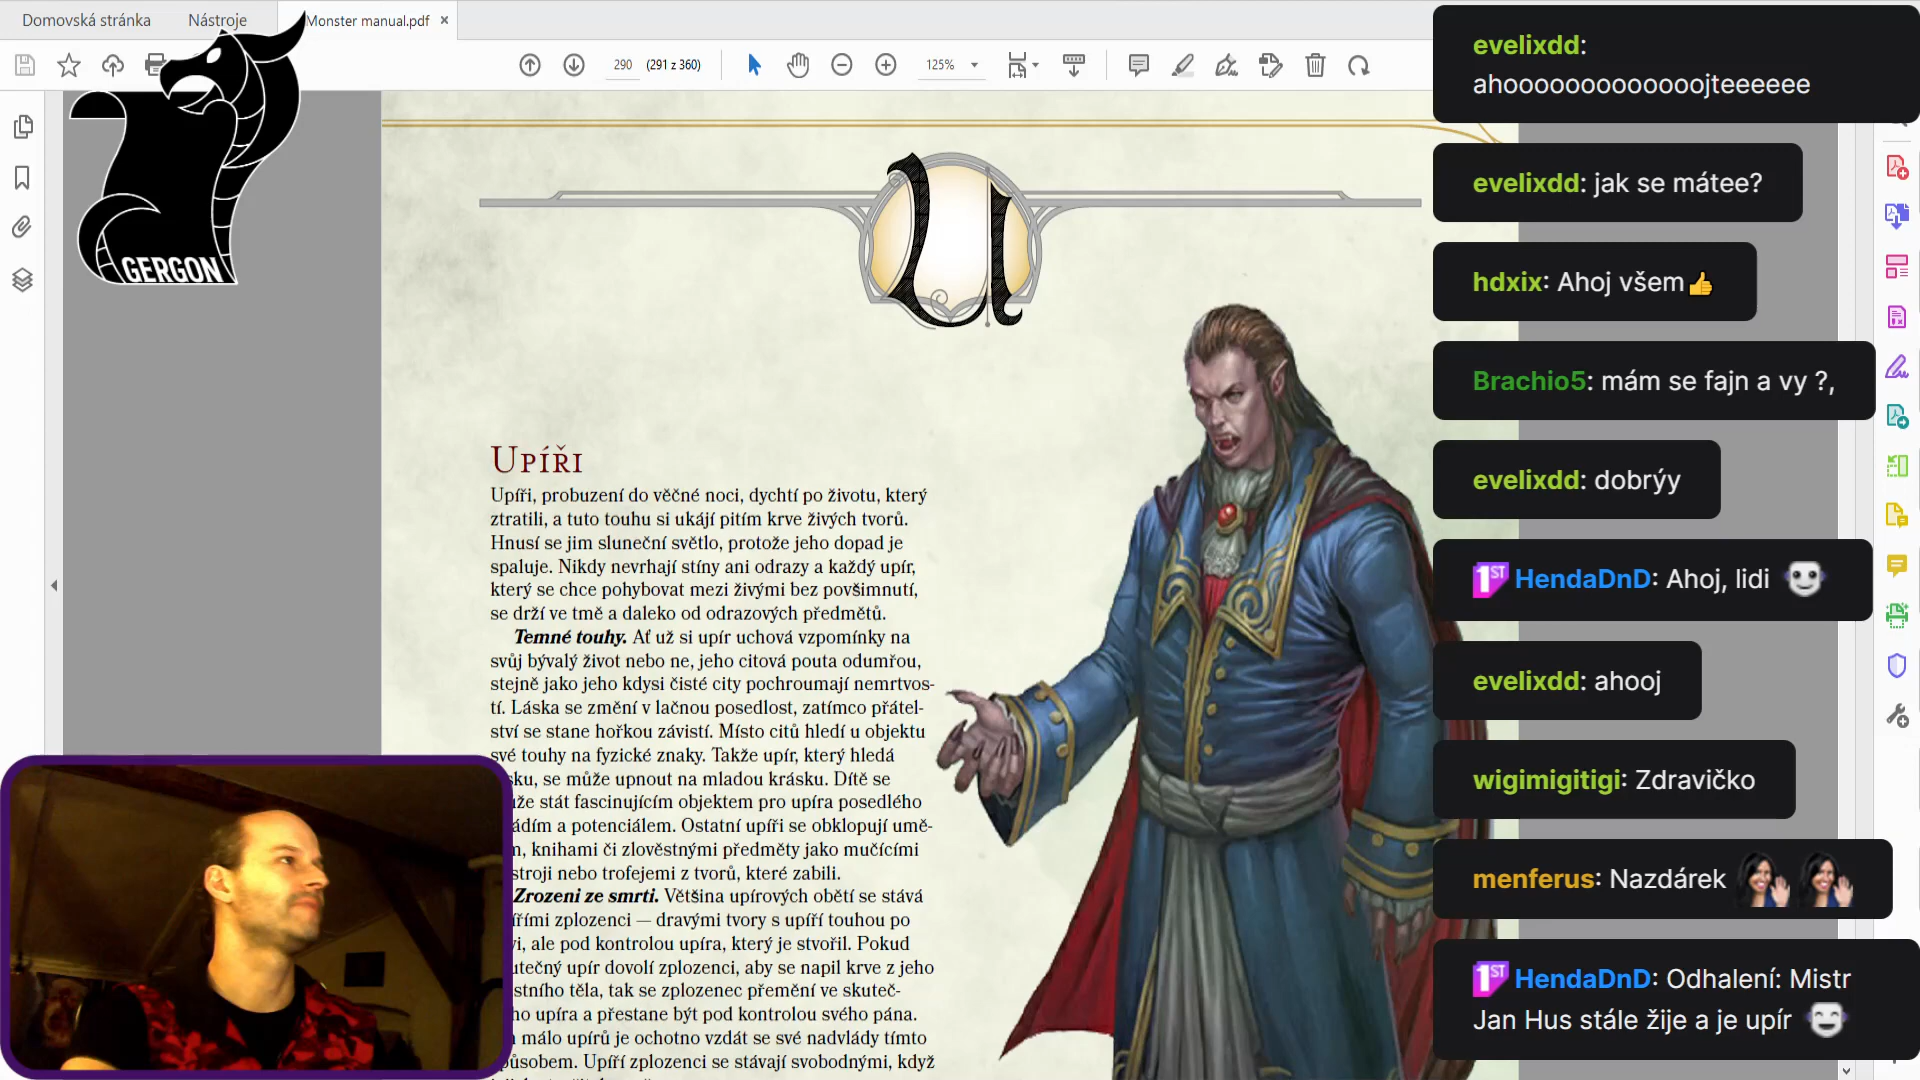 Domovská stránka
Nástroje
Monster manual.pdf ×
290 (291 z 360)
125%
GERGON
U
Upíři
Upíři, probuzení do věčné noci, dychtí po životu, který
ztratili, a tuto touhu si ukájí pitím krve živých tvorů.
Hnusí se jim sluneční světlo, protože jeho dopad je
spaluje. Nikdy nevrhají stíny ani odrazy a každý upír,
který se chce pohybovat mezi živými bez povšimnutí,
se drží ve tmě a daleko od odrazových předmětů.
Temné touhy. Ať už si upír uchová vzpomínky na
svůj bývalý život nebo ne, jeho citová pouta odumřou,
stejně jako jeho kdysi čisté city pochroumají nemrtvos-
tí. Láska se změní v lačnou posedlost, zatímco přátel-
ství se stane hořkou závistí. Místo citů hledí u objektu
své touhy na fyzické znaky. Takže upír, který hledá
sku, se může upnout na mladou krásku. Dítě se
že stát fascinujícím objektem pro upíra posedlého
ádím a potenciálem. Ostatní upíři se obklopují umě-
m, knihami či zlověstnými předměty jako mučícími
stroji nebo trofejemi z tvorů, které zabili.
Zrozeni ze smrti. Většina upírových obětí se stává
ířími zplozenci — dravými tvory s upíří touhou po
vi, ale pod kontrolou upíra, který je stvořil. Pokud
utečný upír dovolí zplozenci, aby se napil krve z jeho
stního těla, tak se zplozenec přemění ve skuteč-
ho upíra a přestane být pod kontrolou svého pána.
málo upírů je ochotno vzdát se své nadvlády tímto
působem. Upíří zplozenci se stávají svobodnými, když
evelixdd:
ahooooooooooooojteeeeee
evelixdd: jak se mátee?
hdxix: Ahoj všem👍
Brachio5: mám se fajn a vy ?,
evelixdd: dobrýy
1ST HendaDnD: Ahoj, lidi
evelixdd: ahooj
wigimigitigi: Zdravíčko
menferus: Nazdárek
1ST HendaDnD: Odhalení: Mistr
Jan Hus stále žije a je upír